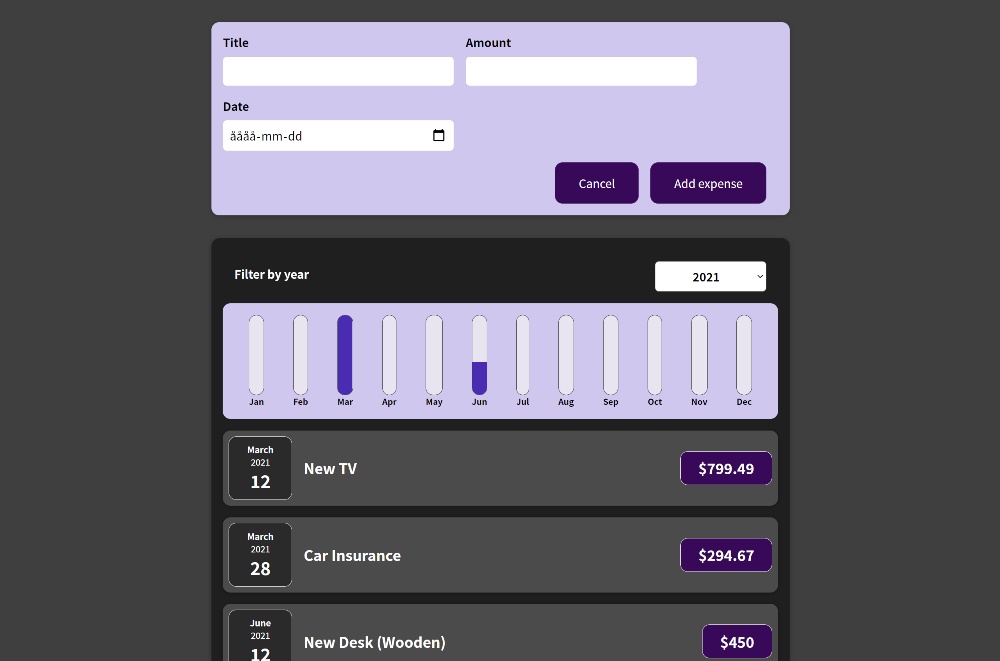 Title Amount
Date
åååå-mm-dd
Cancel Add expense
Filter by year 2021
Jan Feb Mar Apr May Jun Jul Aug Sep Oct Nov Dec
March
2021
12
New TV
$799.49
March
2021
28
Car Insurance
$294.67
June
2021
12
New Desk (Wooden)
$450